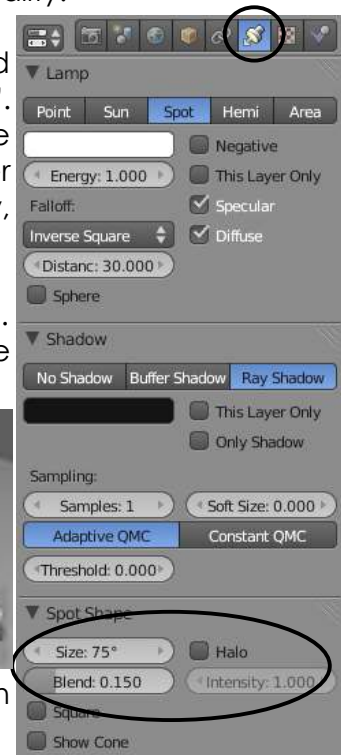 ality.
d
▼ Lamp
.
Point Sun Spot Hemi Area
e
Negative
r
Energy: 1.000 This Layer Only
,
Falloff: Specular
Inverse Square Diffuse
Distanc: 30.000
Sphere
.
▼ Shadow
e
No Shadow Buffer Shadow Ray Shadow
This Layer Only
Only Shadow
Sampling:
Samples: 1 Soft Size: 0.000
Adaptive QMC Constant QMC
Threshold: 0.000
▼ Spot Shape
Size: 75° Halo
Blend: 0.150 Intensity: 1.000
n
Square
Show Cone